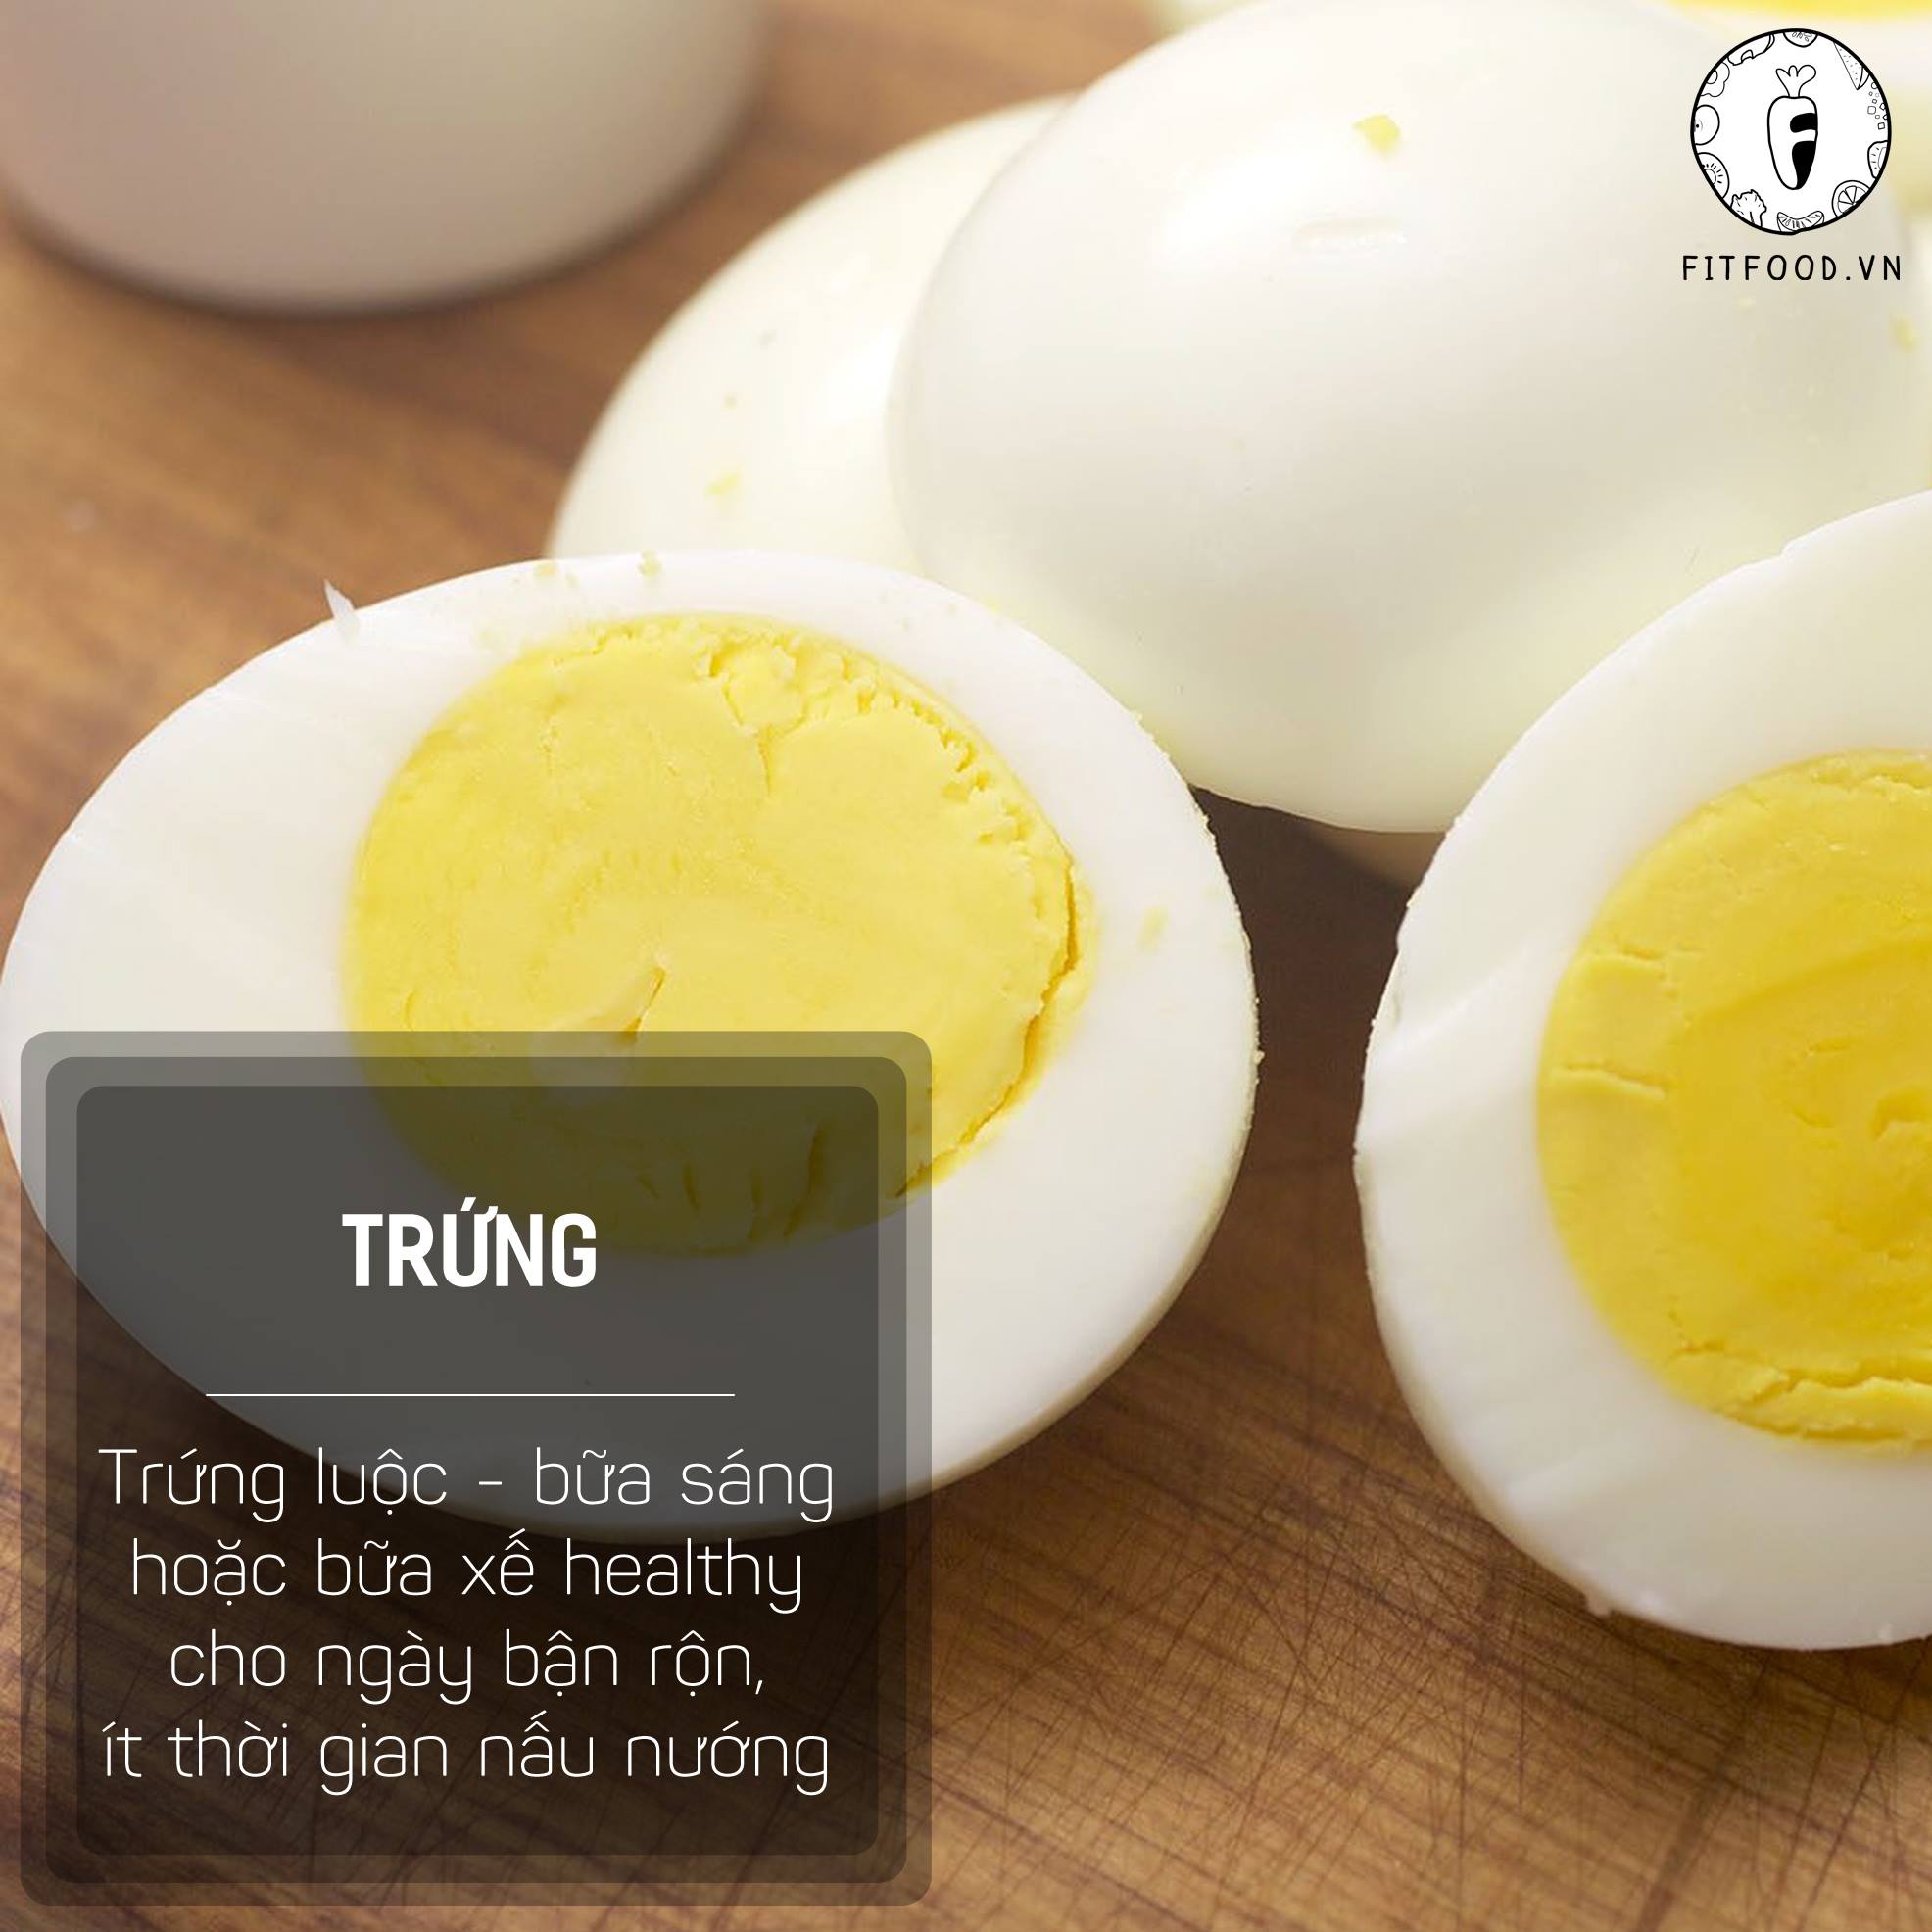 FITFOOD.VN
TRỨNG
Trứng luộc - bữa sáng
hoặc bữa xế healthy
cho ngày bận rộn,
ít thời gian nấu nướng